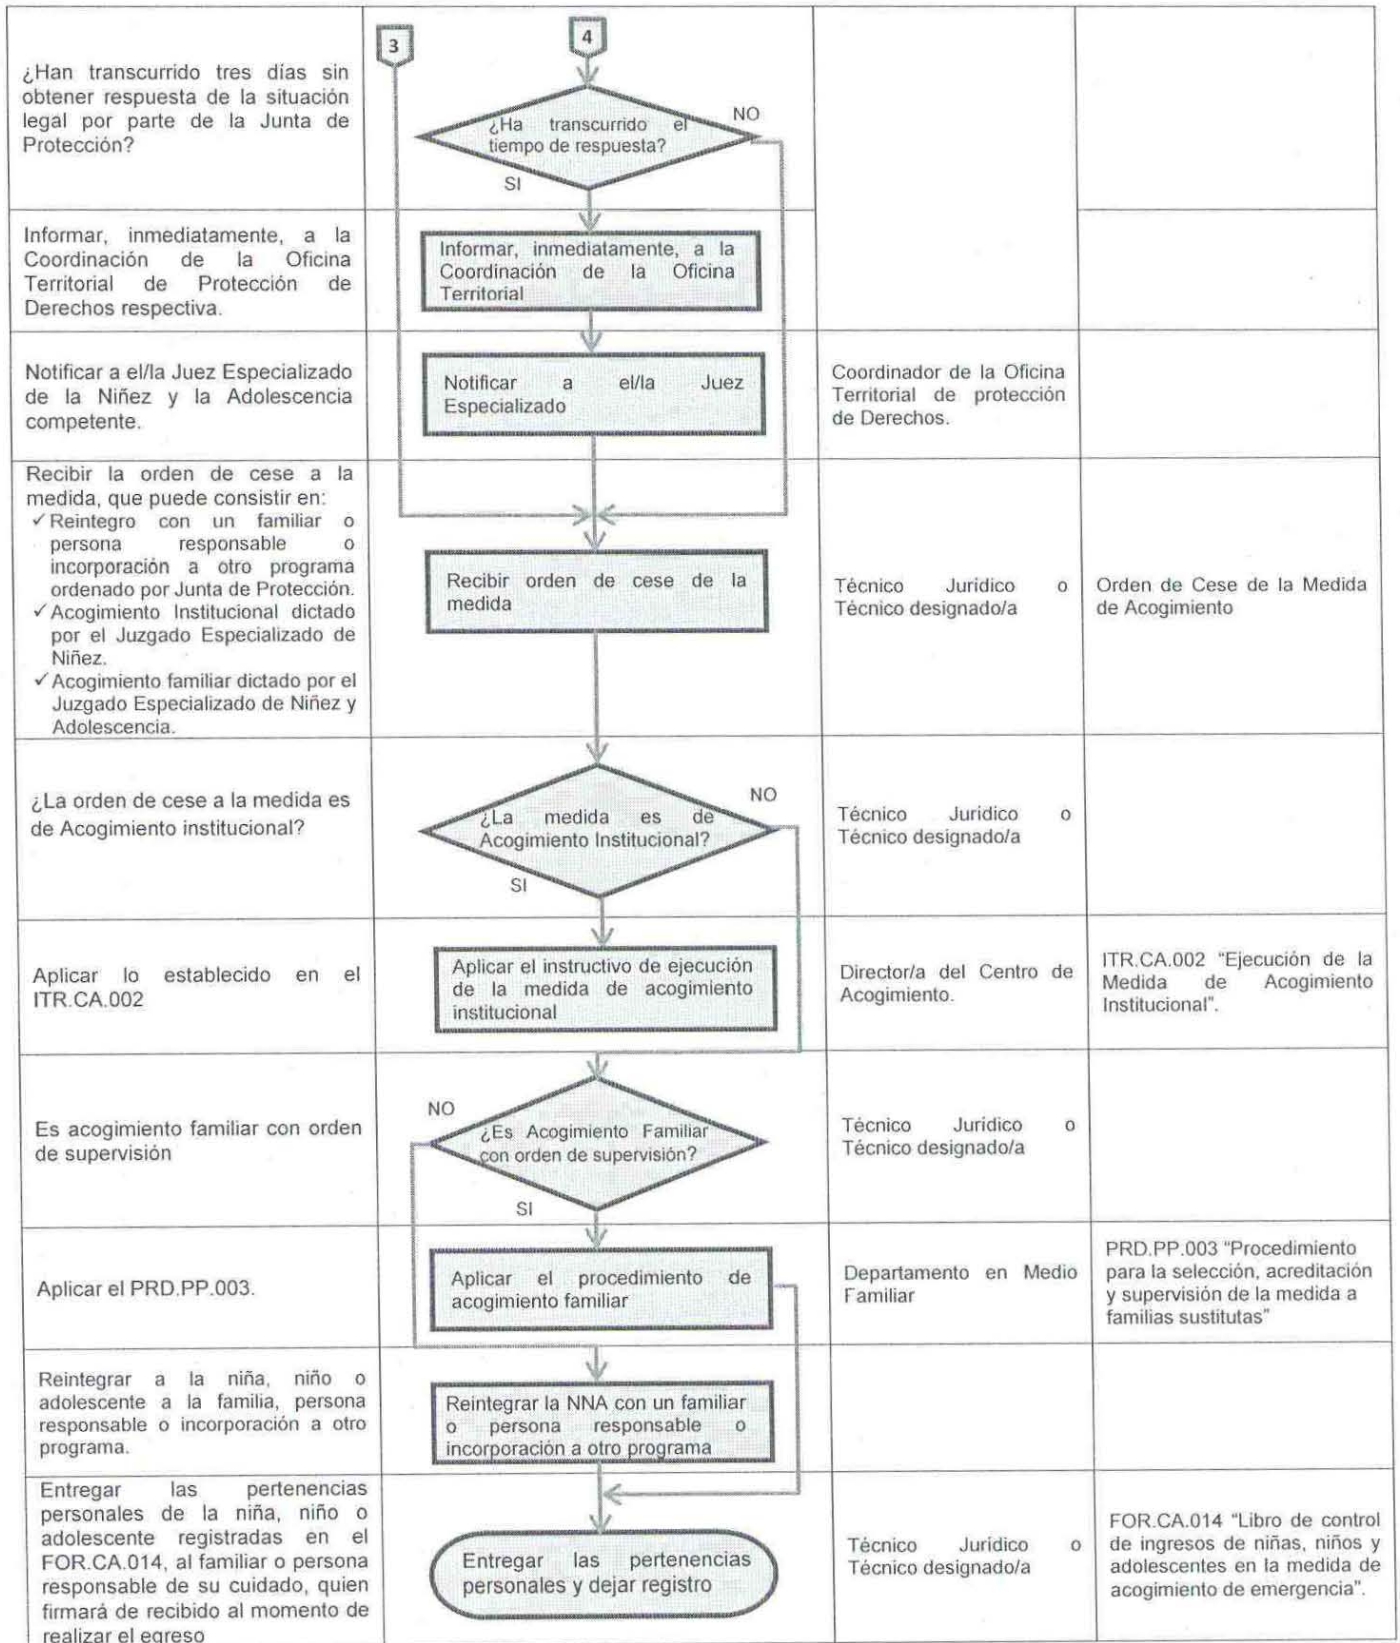 3
4
¿Han transcurrido tres días sin
obtener respuesta de la situación
legal por parte de la Junta de
Protección?
¿Ha transcurrido el
tiempo de respuesta?
NO
SI
Informar, inmediatamente, a la
Coordinación de la Oficina
Territorial de Protección de
Derechos respectiva.
Informar, inmediatamente, a la
Coordinación de la Oficina
Territorial
Notificar a el/la Juez Especializado
de la Niñez y la Adolescencia
competente.
Notificar a el/la Juez
Especializado
Coordinador de la Oficina
Territorial de protección
de Derechos.
Recibir la orden de cese a la
medida, que puede consistir en:
✓ Reintegro con un familiar o
persona responsable o
incorporación a otro programa
ordenado por Junta de Protección.
✓ Acogimiento Institucional dictado
por el Juzgado Especializado de
Niñez.
✓ Acogimiento familiar dictado por el
Juzgado Especializado de Niñez y
Adolescencia.
Recibir orden de cese de la
medida
Técnico Jurídico o
Técnico designado/a
Orden de Cese de la Medida
de Acogimiento
¿La orden de cese a la medida es
de Acogimiento institucional?
¿La medida es de
Acogimiento Institucional?
NO
SI
Técnico Jurídico o
Técnico designado/a
Aplicar lo establecido en el
ITR.CA.002
Aplicar el instructivo de ejecución
de la medida de acogimiento
institucional
Director/a del Centro de
Acogimiento.
ITR.CA.002 “Ejecución de la
Medida de Acogimiento
Institucional”.
Es acogimiento familiar con orden
de supervisión
NO
¿Es Acogimiento Familiar
con orden de supervisión?
SI
Técnico Jurídico o
Técnico designado/a
Aplicar el PRD.PP.003.
Aplicar el procedimiento de
acogimiento familiar
Departamento en Medio
Familiar
PRD.PP.003 “Procedimiento
para la selección, acreditación
y supervisión de la medida a
familias sustitutas”
Reintegrar a la niña, niño o
adolescente a la familia, persona
responsable o incorporación a otro
programa.
Reintegrar la NNA con un familiar
o persona responsable o
incorporación a otro programa
Entregar las pertenencias
personales de la niña, niño o
adolescente registradas en el
FOR.CA.014, al familiar o persona
responsable de su cuidado, quien
firmará de recibido al momento de
realizar el egreso
Entregar las pertenencias
personales y dejar registro
Técnico Jurídico o
Técnico designado/a
FOR.CA.014 “Libro de control
de ingresos de niñas, niños y
adolescentes en la medida de
acogimiento de emergencia”.